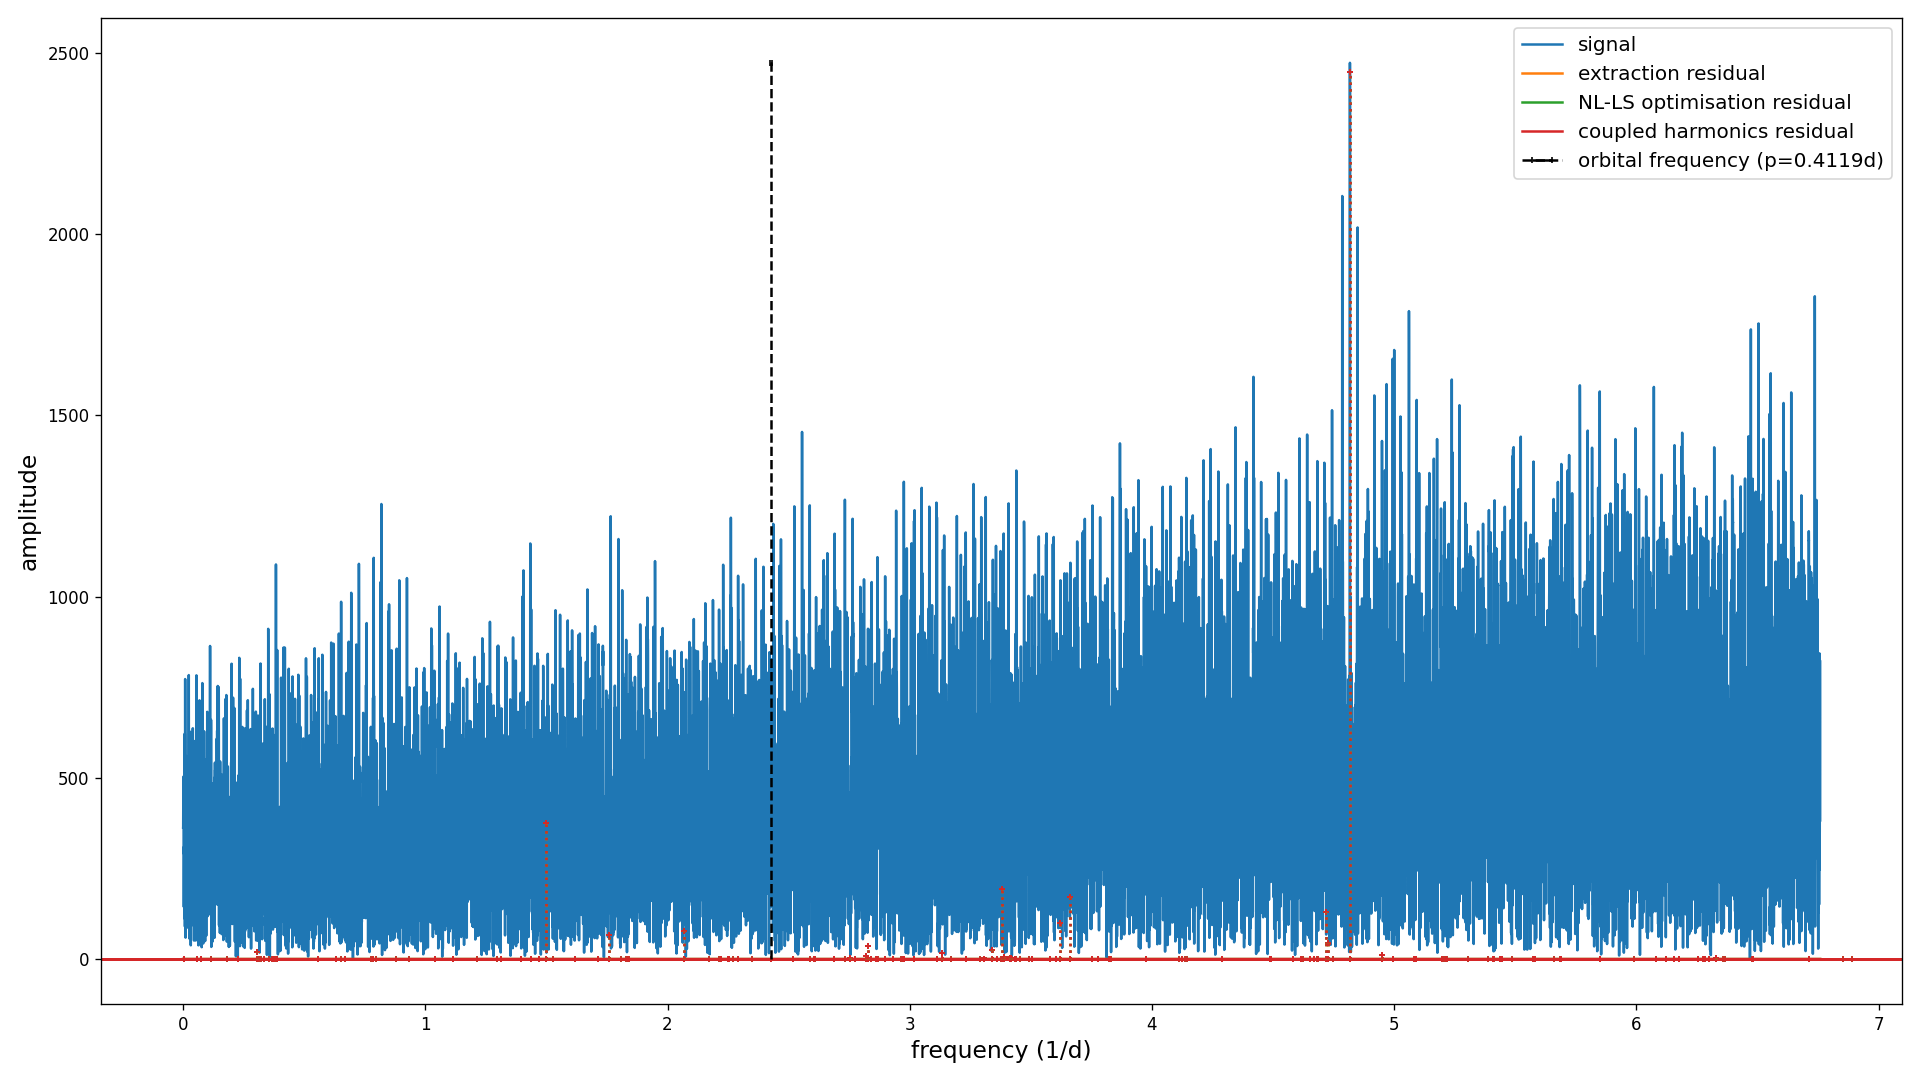 signal
extraction residual
NL-LS optimisation residual
coupled harmonics residual
orbital frequency (p=0.4119d)
2500
2000
1500
1000
500
0
amplitude
0 1 2 3 4 5 6 7
frequency (1/d)